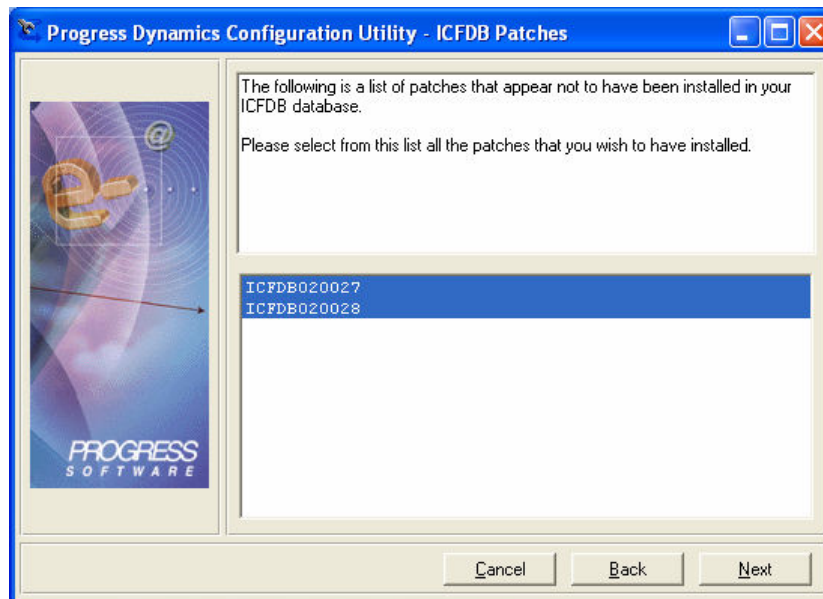 Progress Dynamics Configuration Utility - ICFDB Patches
The following is a list of patches that appear not to have been installed in your
ICFDB database.
Please select from this list all the patches that you wish to have installed.
@
e-
PROGRESS
SOFTWARE
ICFDB020027
ICFDB020028
Cancel
Back
Next